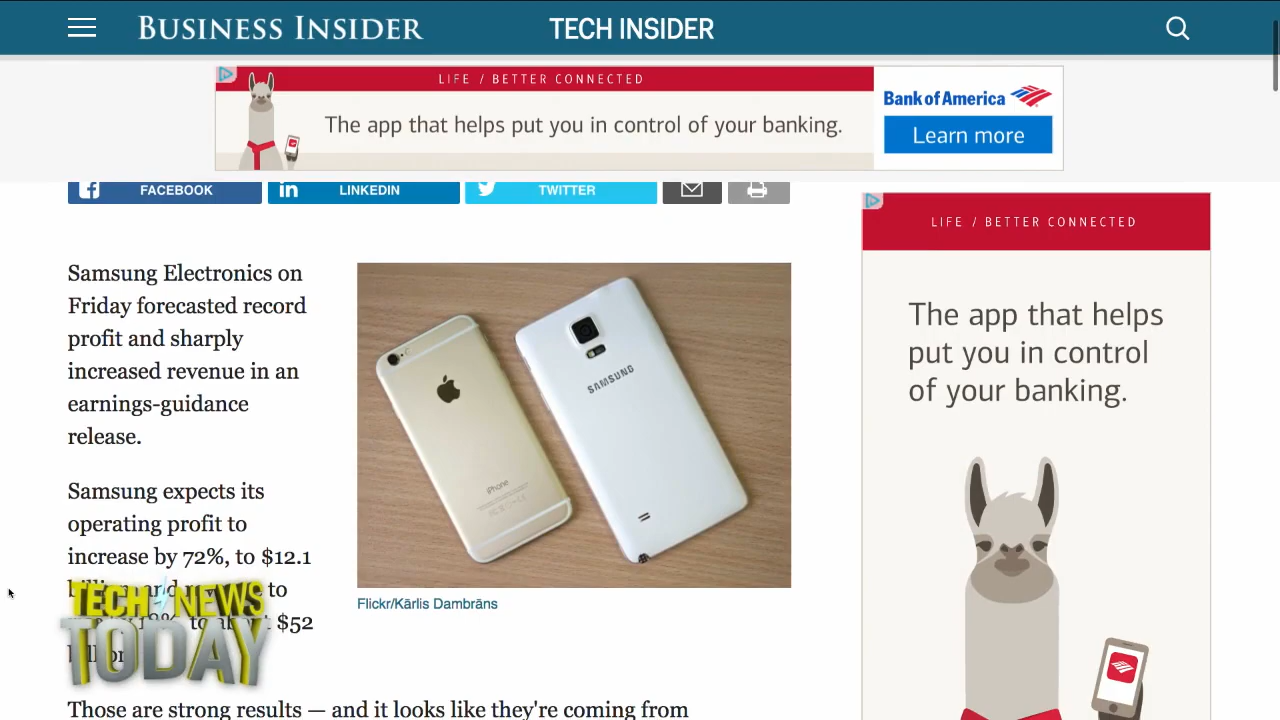 BUSINESS INSIDER
TECH INSIDER
LIFE / BETTER CONNECTED
The app that helps put you in control of your banking.
Bank of America
Learn more
FACEBOOK
LINKEDIN
TWITTER
Samsung Electronics on
Friday forecasted record
profit and sharply
increased revenue in an
earnings-guidance
release.
Samsung expects its
operating profit to
increase by 72%, to $12.1
to
$52
SAMSUNG
iPhone
Flickr/Kārlis Dambrāns
TECH NEWS
TODAY
Those are strong results — and it looks like they're coming from
LIFE / BETTER CONNECTED
The app that helps
put you in control
of your banking.